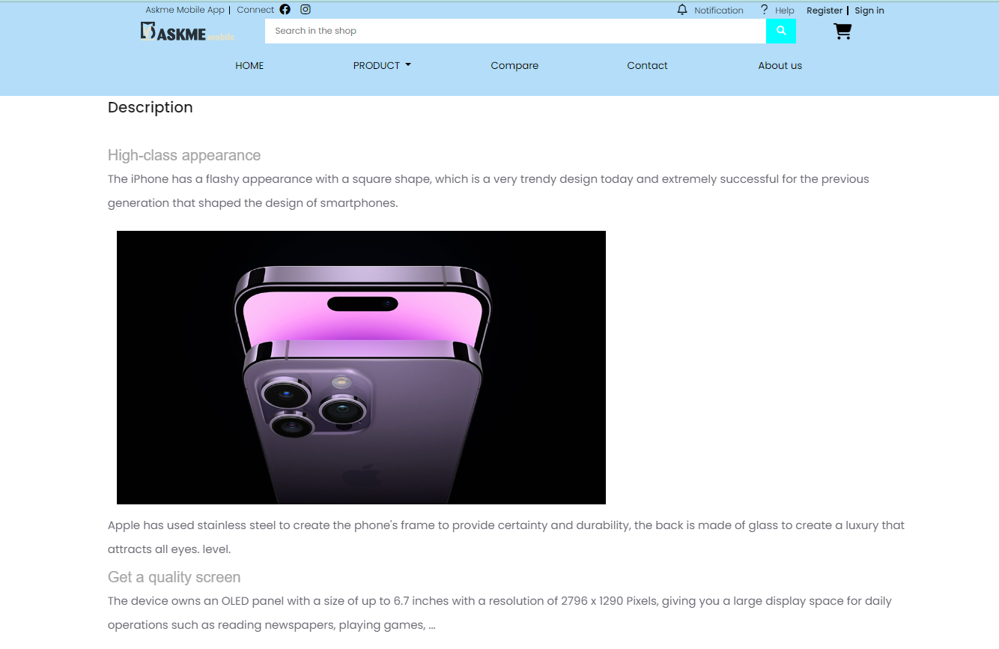 Askme Mobile App | Connect
Notification
? Help
Register | Sign in
ASKME mobile
Search in the shop
HOME
PRODUCT
Compare
Contact
About us
Description
High-class appearance
The iPhone has a flashy appearance with a square shape, which is a very trendy design today and extremely successful for the previous
generation that shaped the design of smartphones.
Apple has used stainless steel to create the phone's frame to provide certainty and durability, the back is made of glass to create a luxury that
attracts all eyes. level.
Get a quality screen
The device owns an OLED panel with a size of up to 6.7 inches with a resolution of 2796 x 1290 Pixels, giving you a large display space for daily
operations such as reading newspapers, playing games, ...